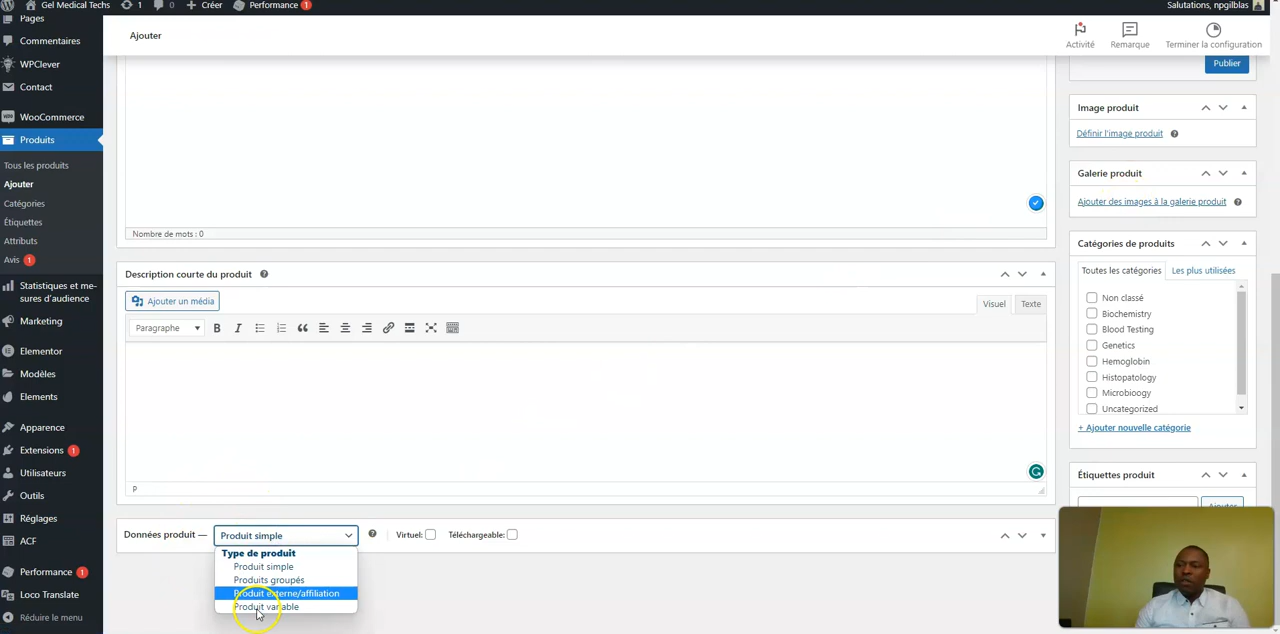 Gel Medical Techs 1 0 Créer Performance 1 Salutations, npgilblas
Pages
Commentaires
WPClever
Contact
WooCommerce
Produits
Tous les produits
Ajouter
Catégories
Étiquettes
Attributs
Avis 1
Statistiques et me-
sures d'audience
Marketing
Elementor
Modèles
Elements
Apparence
Extensions 1
Utilisateurs
Outils
Réglages
ACF
Performance 1
Loco Translate
Réduire le menu
Ajouter
Activité Remarque Terminer la configuration
Nombre de mots : 0
Description courte du produit
Ajouter un média
Visuel Texte
Paragraphe B I
P
Données produit — Produit simple Virtuel: Téléchargeable:
Type de produit
Produit simple
Produits groupés
Produit externe/affiliation
Produit variable
Publier
Image produit
Définir l'image produit
Galerie produit
Ajouter des images à la galerie produit
Catégories de produits
Toutes les catégories Les plus utilisées
Non classé
Biochemistry
Blood Testing
Genetics
Hemoglobin
Histopatology
Microbioogy
Uncategorized
+ Ajouter nouvelle catégorie
Étiquettes produit
Ajouter